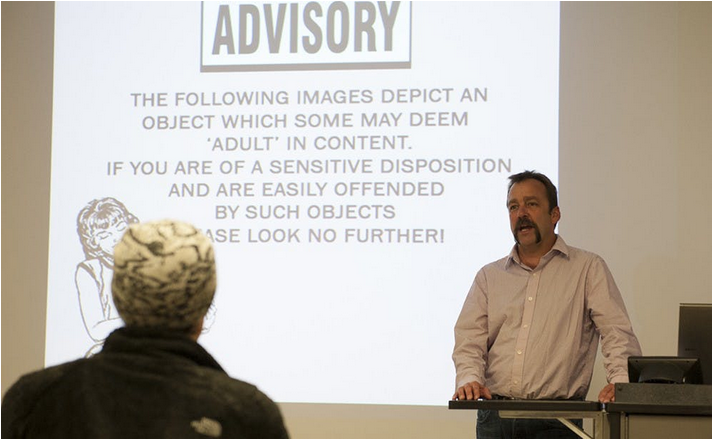 ADVISORY
THE FOLLOWING IMAGES DEPICT AN
OBJECT WHICH SOME MAY DEEM
'ADULT' IN CONTENT.
IF YOU ARE OF A SENSITIVE DISPOSITION
AND ARE EASILY OFFENDED
BY SUCH OBJECTS
ASE LOOK NO FURTHER!